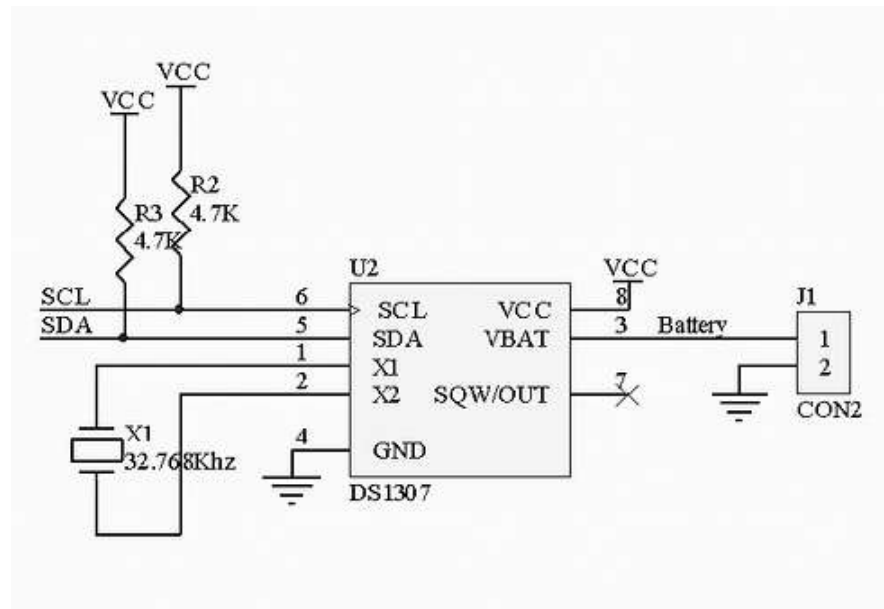 VCC
VCC
R2
4.7K
R3
4.7K
U2
VCC
J1
SCL
6
SCL
VCC
8
SDA
5
SDA
VBAT
3
Battery
1
1
X1
2
2
X2
SQW/OUT
7
CON2
X1
32.768Khz
4
GND
DS1307